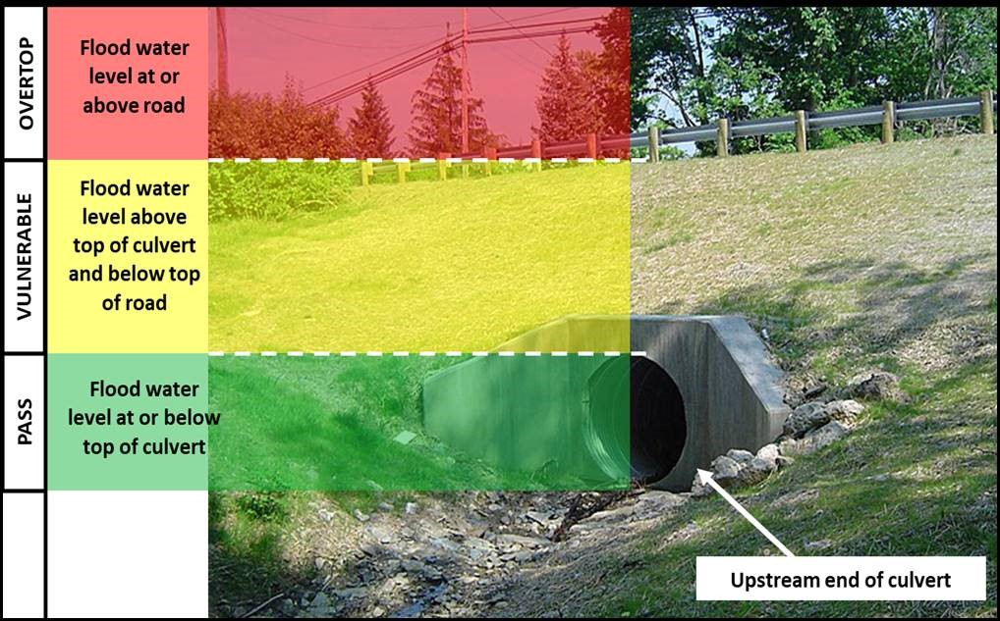 OVERTOP
Flood water
level at or
above road
VULNERABLE
Flood water
level above
top of culvert
and below top
of road
PASS
Flood water
level at or below
top of culvert
Upstream end of culvert